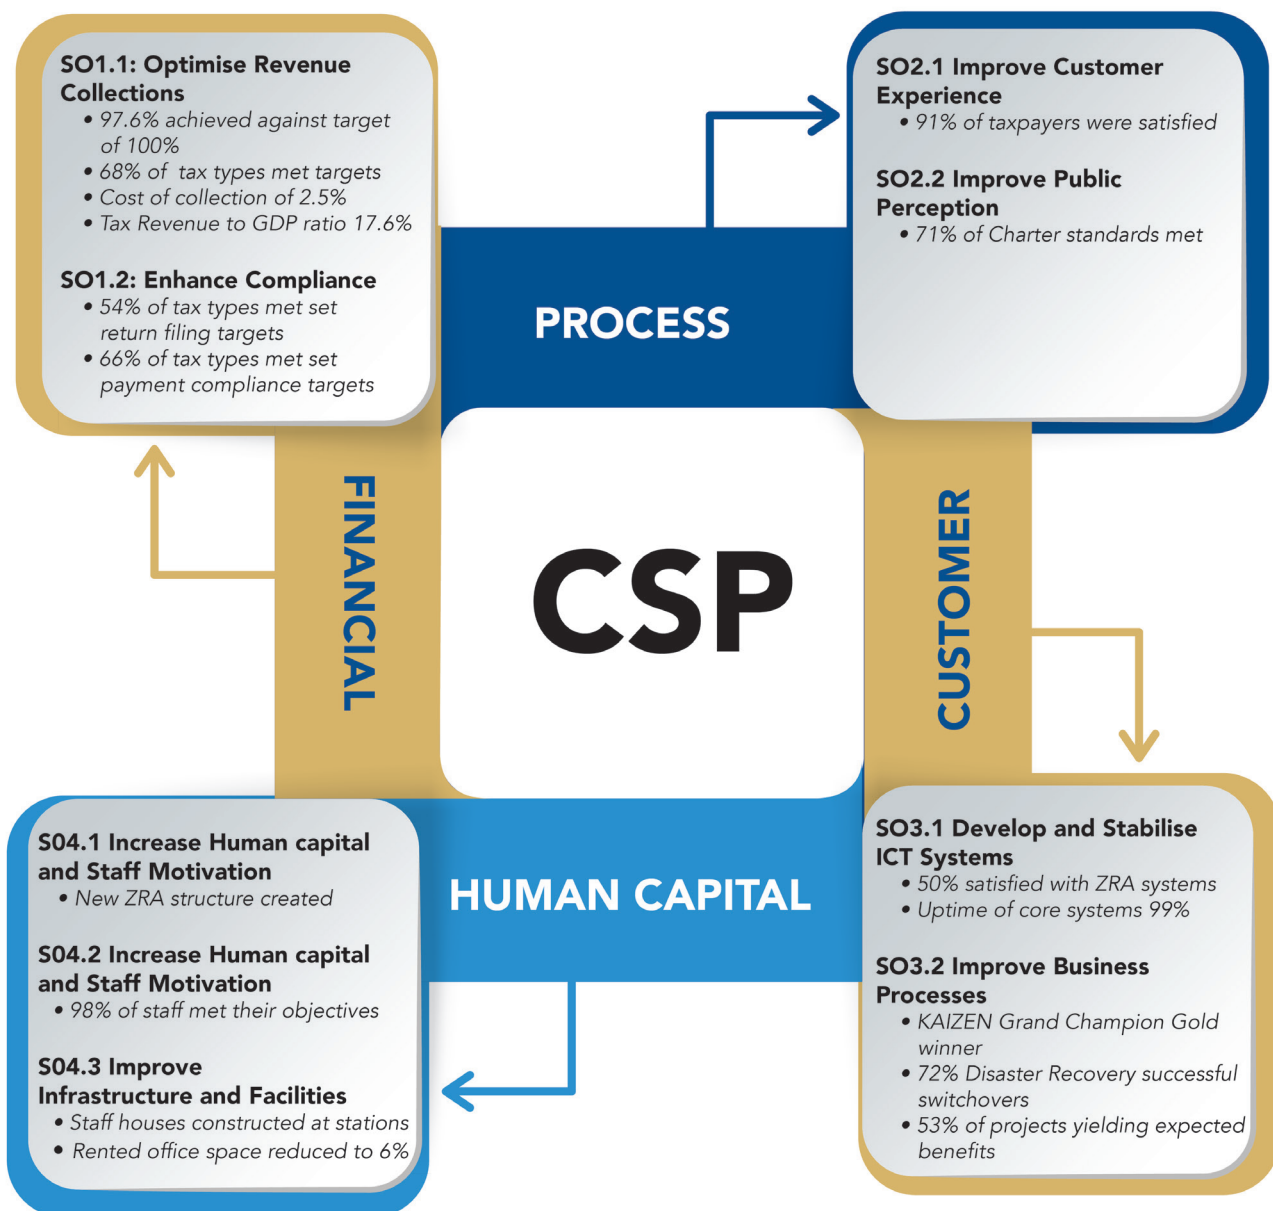 SO1.1: Optimise Revenue
Collections
• 97.6% achieved against target
of 100%
• 68% of tax types met targets
• Cost of collection of 2.5%
• Tax Revenue to GDP ratio 17.6%
SO1.2: Enhance Compliance
• 54% of tax types met set
return filing targets
• 66% of tax types met set
payment compliance targets
SO2.1 Improve Customer
Experience
• 91% of taxpayers were satisfied
SO2.2 Improve Public
Perception
• 71% of Charter standards met
PROCESS
FINANCIAL
CSP
CUSTOMER
HUMAN CAPITAL
S04.1 Increase Human capital
and Staff Motivation
• New ZRA structure created
S04.2 Increase Human capital
and Staff Motivation
• 98% of staff met their objectives
S04.3 Improve
Infrastructure and Facilities
• Staff houses constructed at stations
• Rented office space reduced to 6%
SO3.1 Develop and Stabilise
ICT Systems
• 50% satisfied with ZRA systems
• Uptime of core systems 99%
SO3.2 Improve Business
Processes
• KAIZEN Grand Champion Gold
winner
• 72% Disaster Recovery successful
switchovers
• 53% of projects yielding expected
benefits